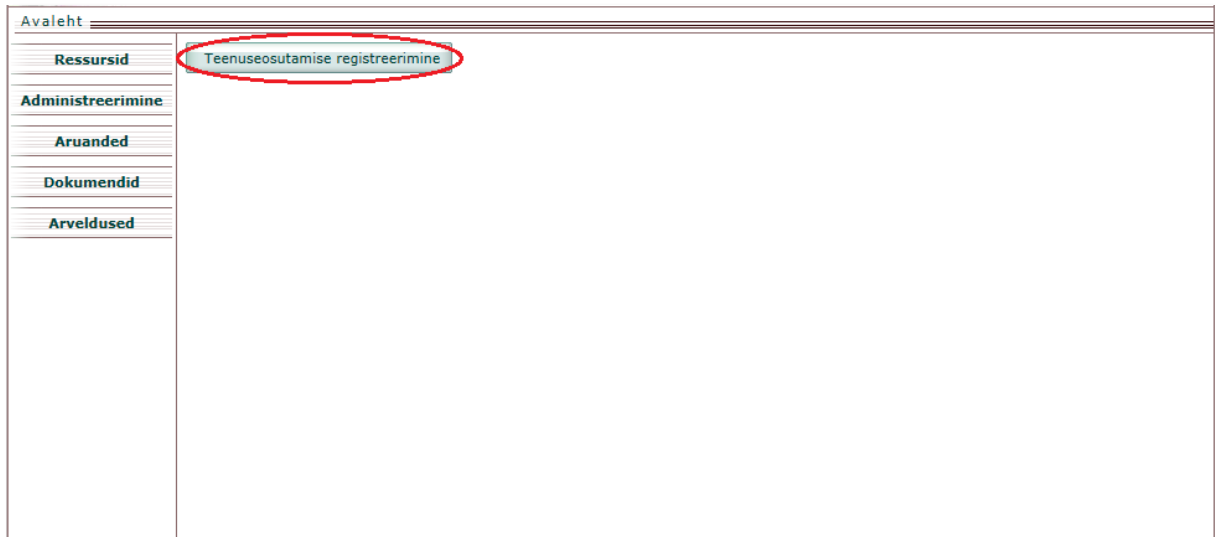 Avaleht
Ressursid
Teenuseosutamise registreerimine
Administreerimine
Aruanded
Dokumendid
Arveldused